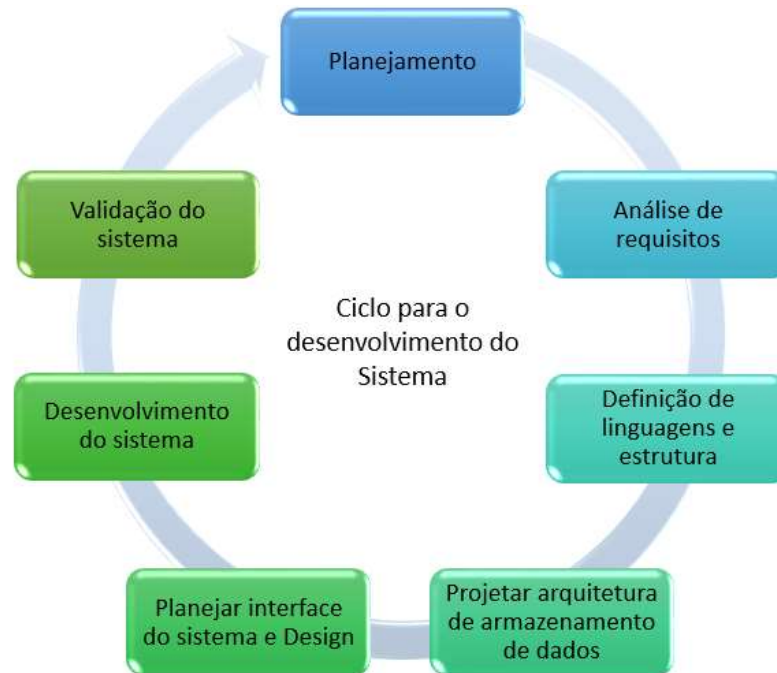 Planejamento
Análise de
requisitos
Definição de
linguagens e
estrutura
Projetar arquitetura
de armazenamento
de dados
Planejar interface
do sistema e Design
Desenvolvimento
do sistema
Validação do
sistema
Ciclo para o
desenvolvimento do
Sistema